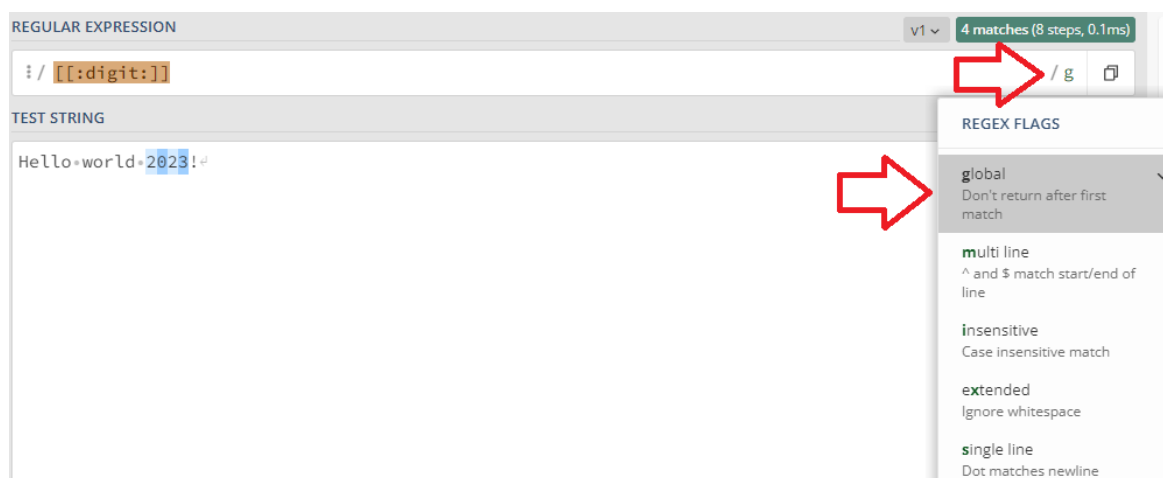 REGULAR EXPRESSION
v1
4 matches (8 steps, 0.1ms)
/ [[:digit:]]
/ g
TEST STRING
Hello·world·2023!↵
REGEX FLAGS
global
Don't return after first
match
multi line
^ and $ match start/end of
line
insensitive
Case insensitive match
extended
Ignore whitespace
single line
Dot matches newline